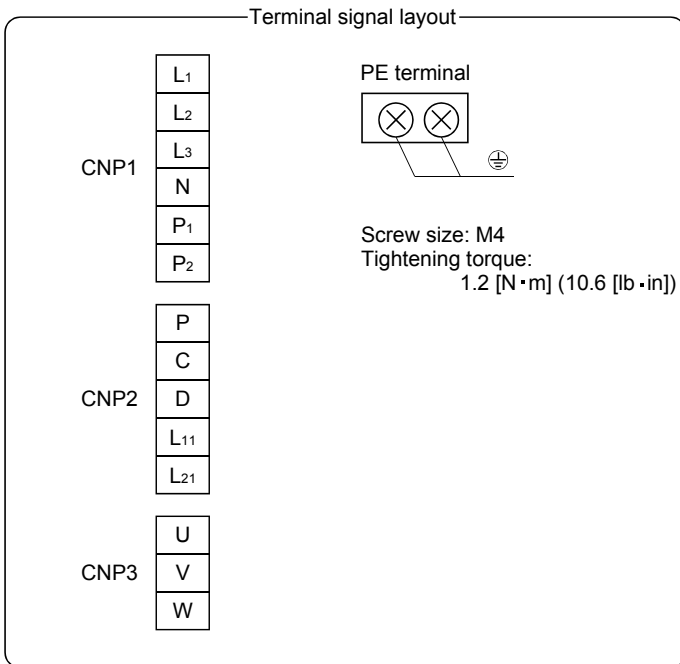 Terminal signal layout
CNP1
L1
L2
L3
N
P1
P2
CNP2
P
C
D
L11
L21
CNP3
U
V
W
PE terminal
Screw size: M4
Tightening torque:
1.2 [N▪m] (10.6 [lb▪in])